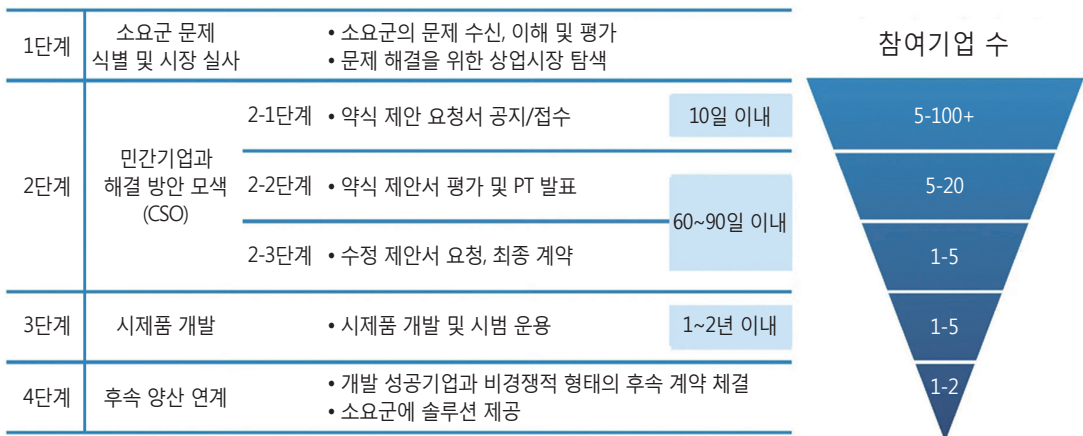 참여기업 수
1단계
소요군 문제
식별 및 시장 실사
• 소요군의 문제 수신, 이해 및 평가
• 문제 해결을 위한 상업시장 탐색
2단계
민간기업과
해결 방안 모색
(CSO)
2-1단계 • 약식 제안 요청서 공지/접수
10일 이내
5-100+
2-2단계 • 약식 제안서 평가 및 PT 발표
5-20
60~90일 이내
2-3단계 • 수정 제안서 요청, 최종 계약
1-5
3단계
시제품 개발
• 시제품 개발 및 시범 운용
1~2년 이내
1-5
4단계
후속 양산 연계
• 개발 성공기업과 비경쟁적 형태의 후속 계약 체결
• 소요군에 솔루션 제공
1-2